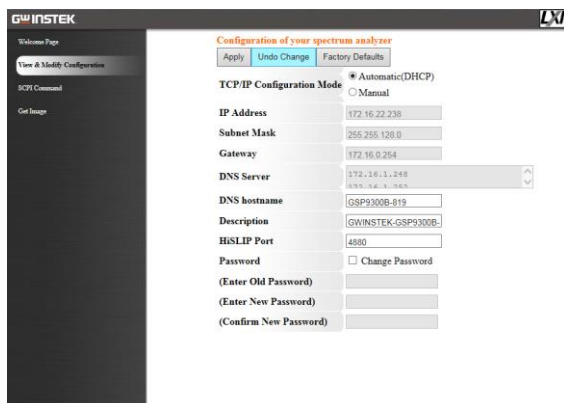 GW INSTEK
LXI
Welcome Page
View & Modify Configuration
SCPI Command
Get Image
Configuration of your spectrum analyzer
Apply Undo Change Factory Defaults
TCP/IP Configuration Mode Automatic(DHCP)
Manual
IP Address 172.16.22.238
Subnet Mask 255.255.128.0
Gateway 172.16.0.254
DNS Server 172.16.1.248
DNS hostname GSP9300B-819
Description GWINSTEK-GSP9300B-
HiSLIP Port 4880
Password Change Password
(Enter Old Password)
(Enter New Password)
(Confirm New Password)